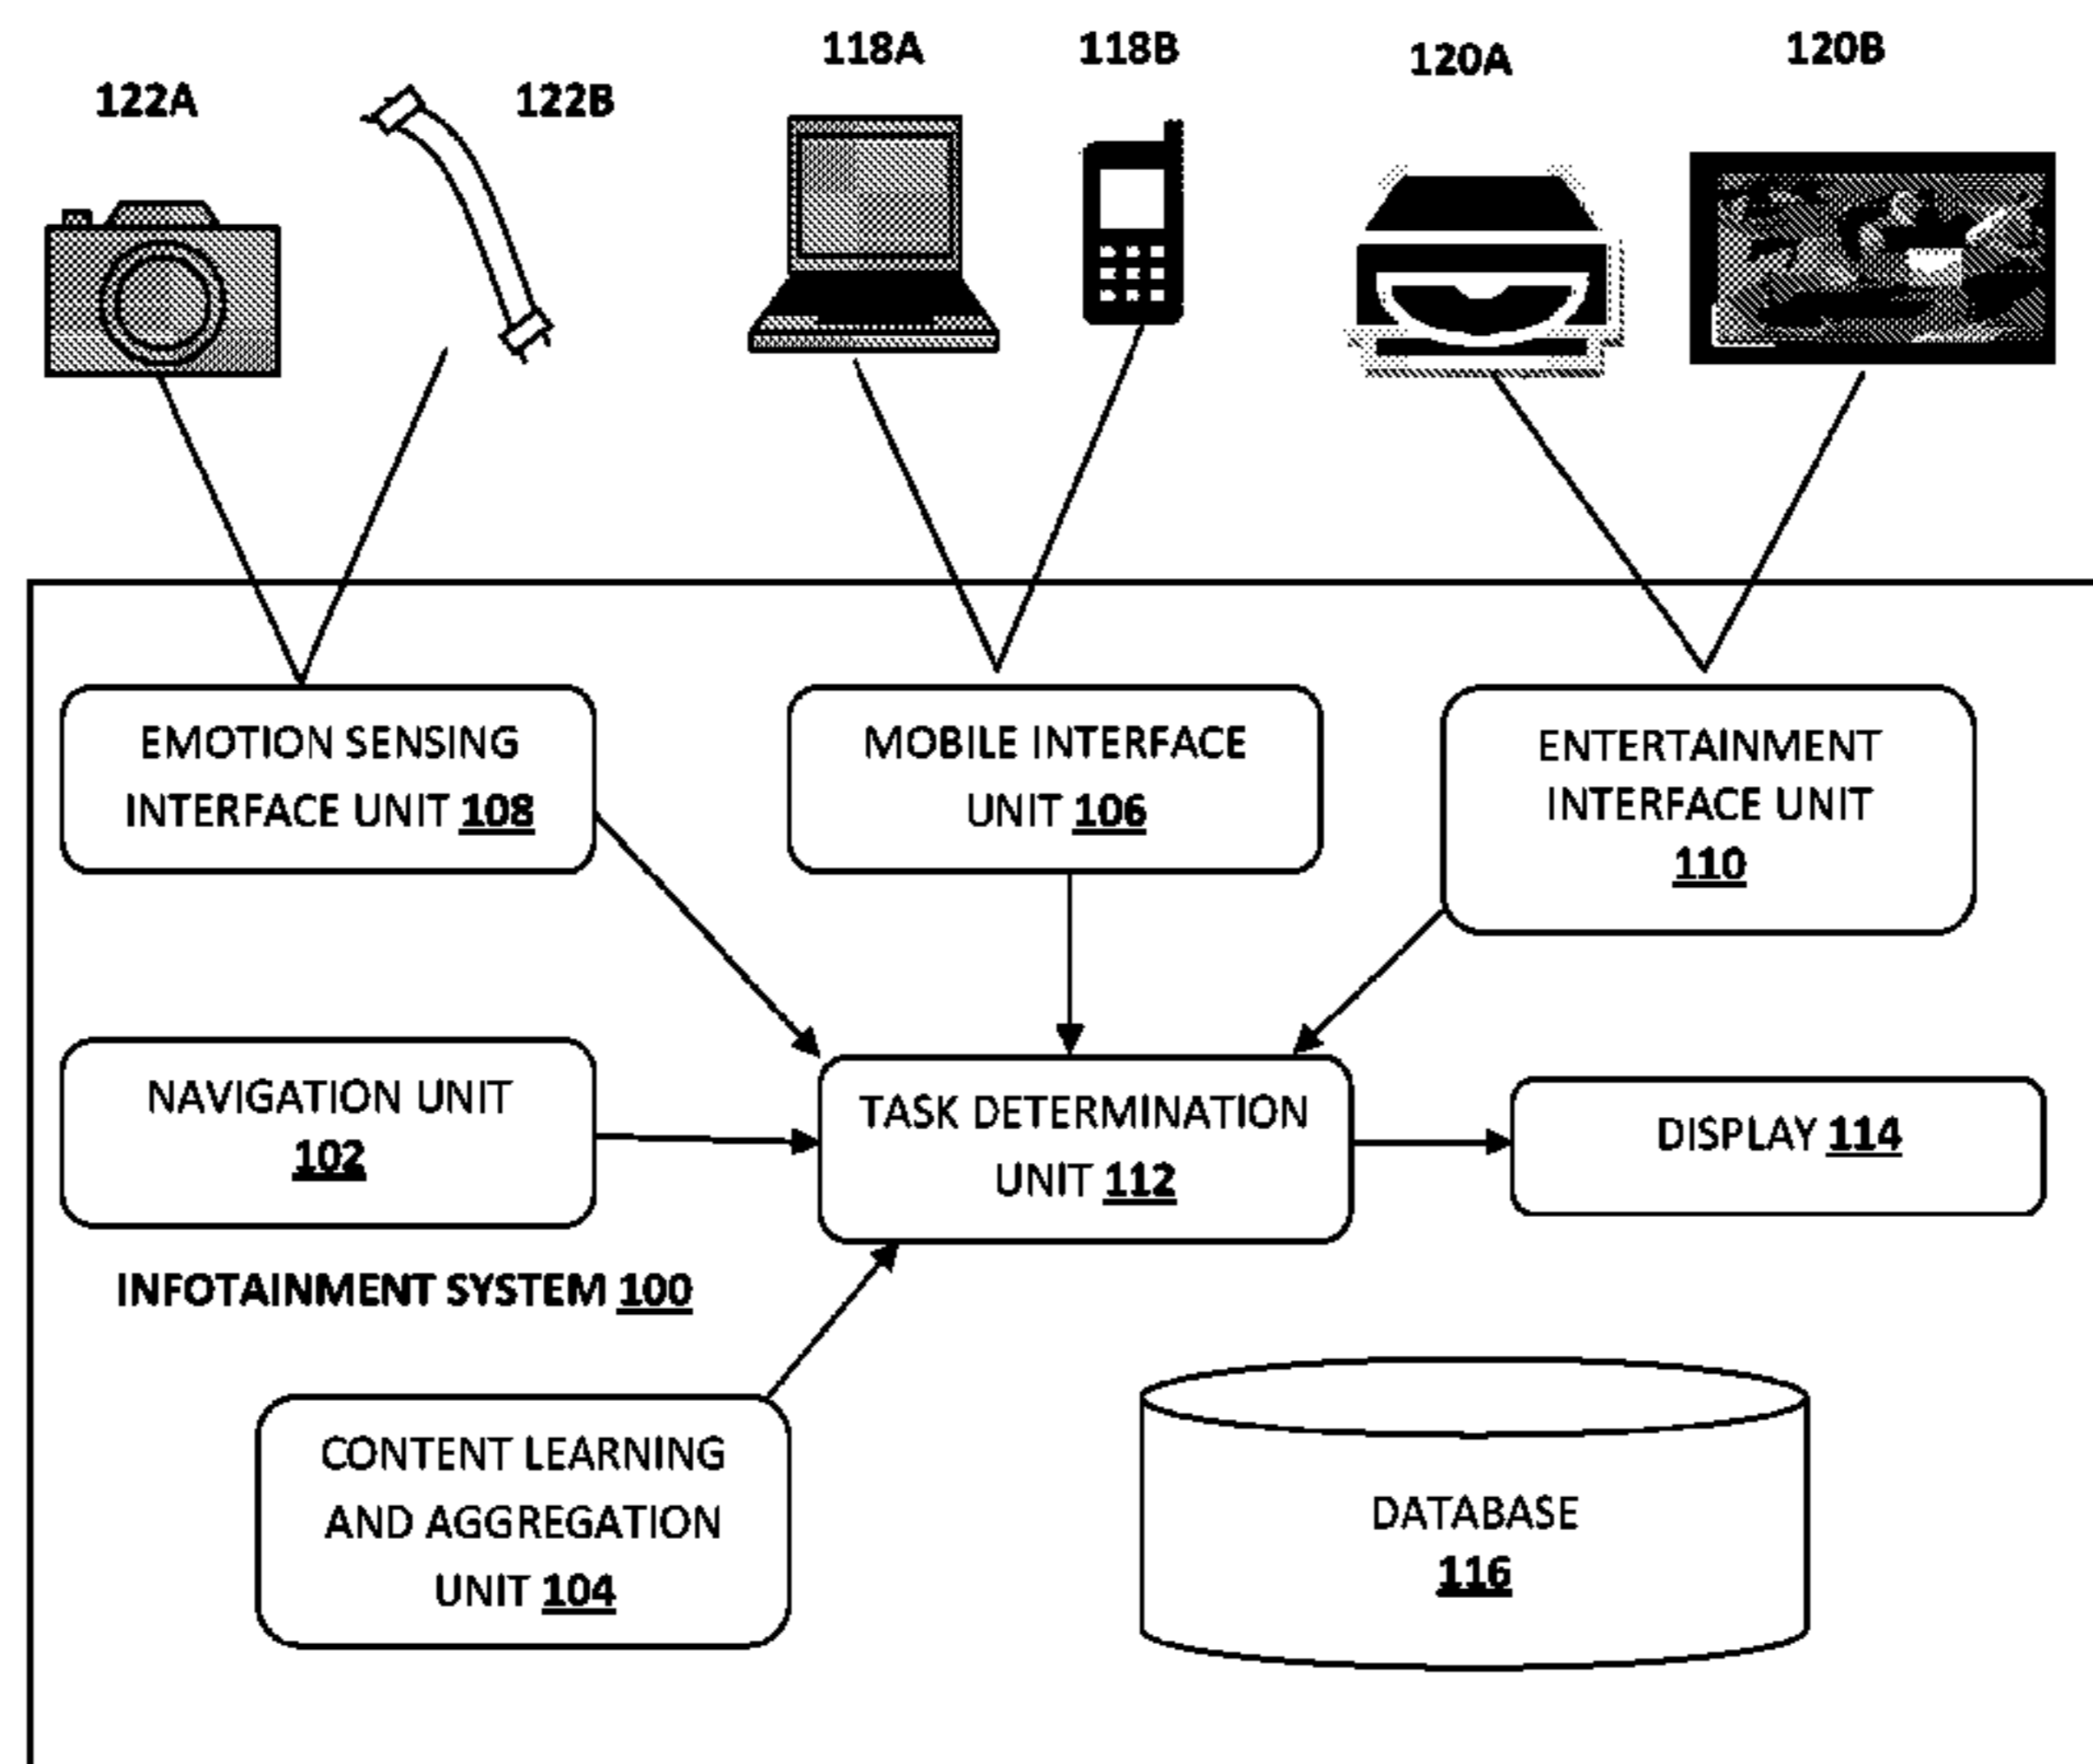 122A
122B
118A
118B
120A
120B
EMOTION SENSING
INTERFACE UNIT 108
MOBILE INTERFACE
UNIT 106
ENTERTAINMENT
INTERFACE UNIT
110
NAVIGATION UNIT
102
TASK DETERMINATION
UNIT 112
DISPLAY 114
INFOTAINMENT SYSTEM 100
CONTENT LEARNING
AND AGGREGATION
UNIT 104
DATABASE
116